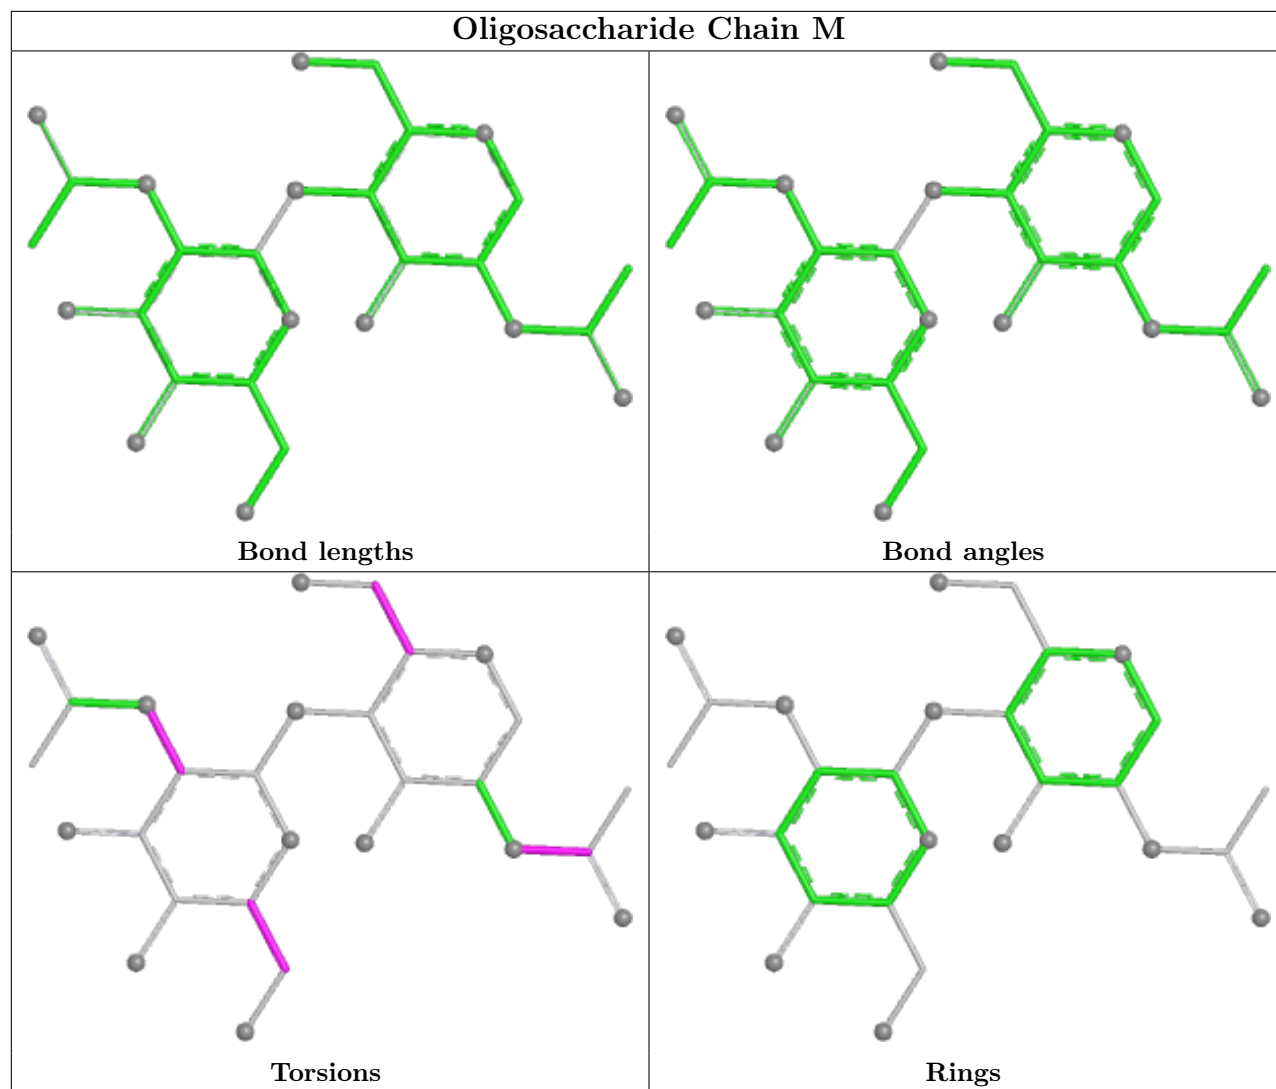 Oligosaccharide Chain M
Bond lengths
Bond angles
Torsions
Rings